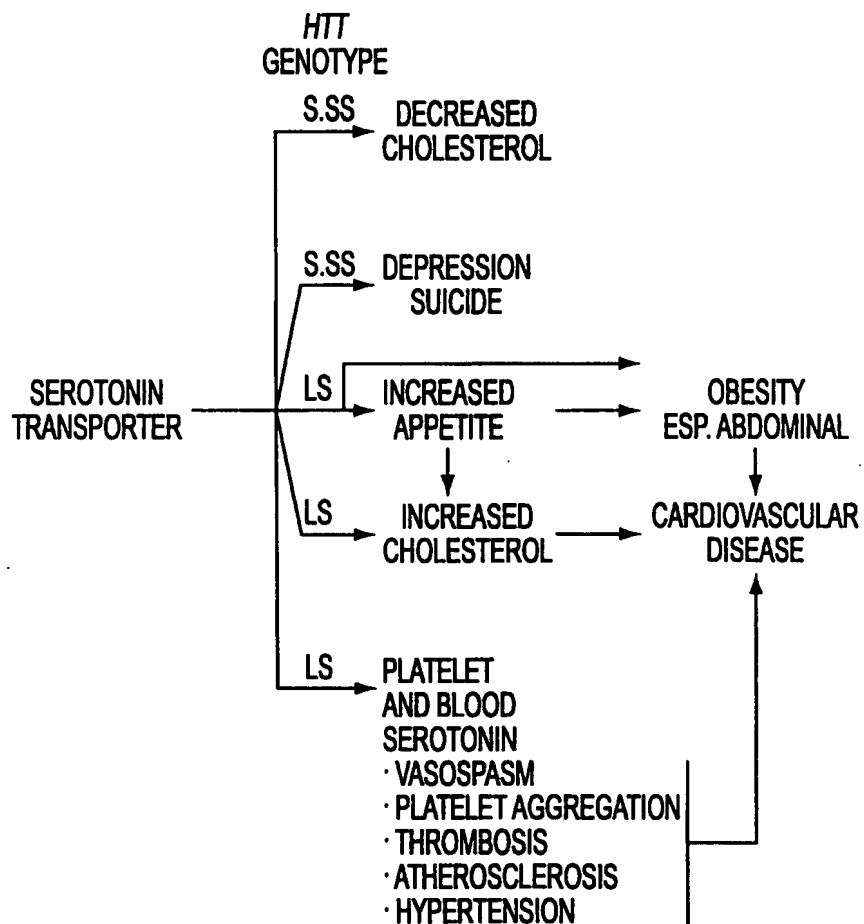 HTT
GENOTYPE
S.SS
DECREASED
CHOLESTEROL
S.SS
DEPRESSION
SUICIDE
SEROTONIN
TRANSPORTER
LS
INCREASED
APPETITE
OBESITY
ESP. ABDOMINAL
LS
INCREASED
CHOLESTEROL
CARDIOVASCULAR
DISEASE
LS
PLATELET
AND BLOOD
SEROTONIN
· VASOSPASM
· PLATELET AGGREGATION
· THROMBOSIS
· ATHEROSCLEROSIS
· HYPERTENSION